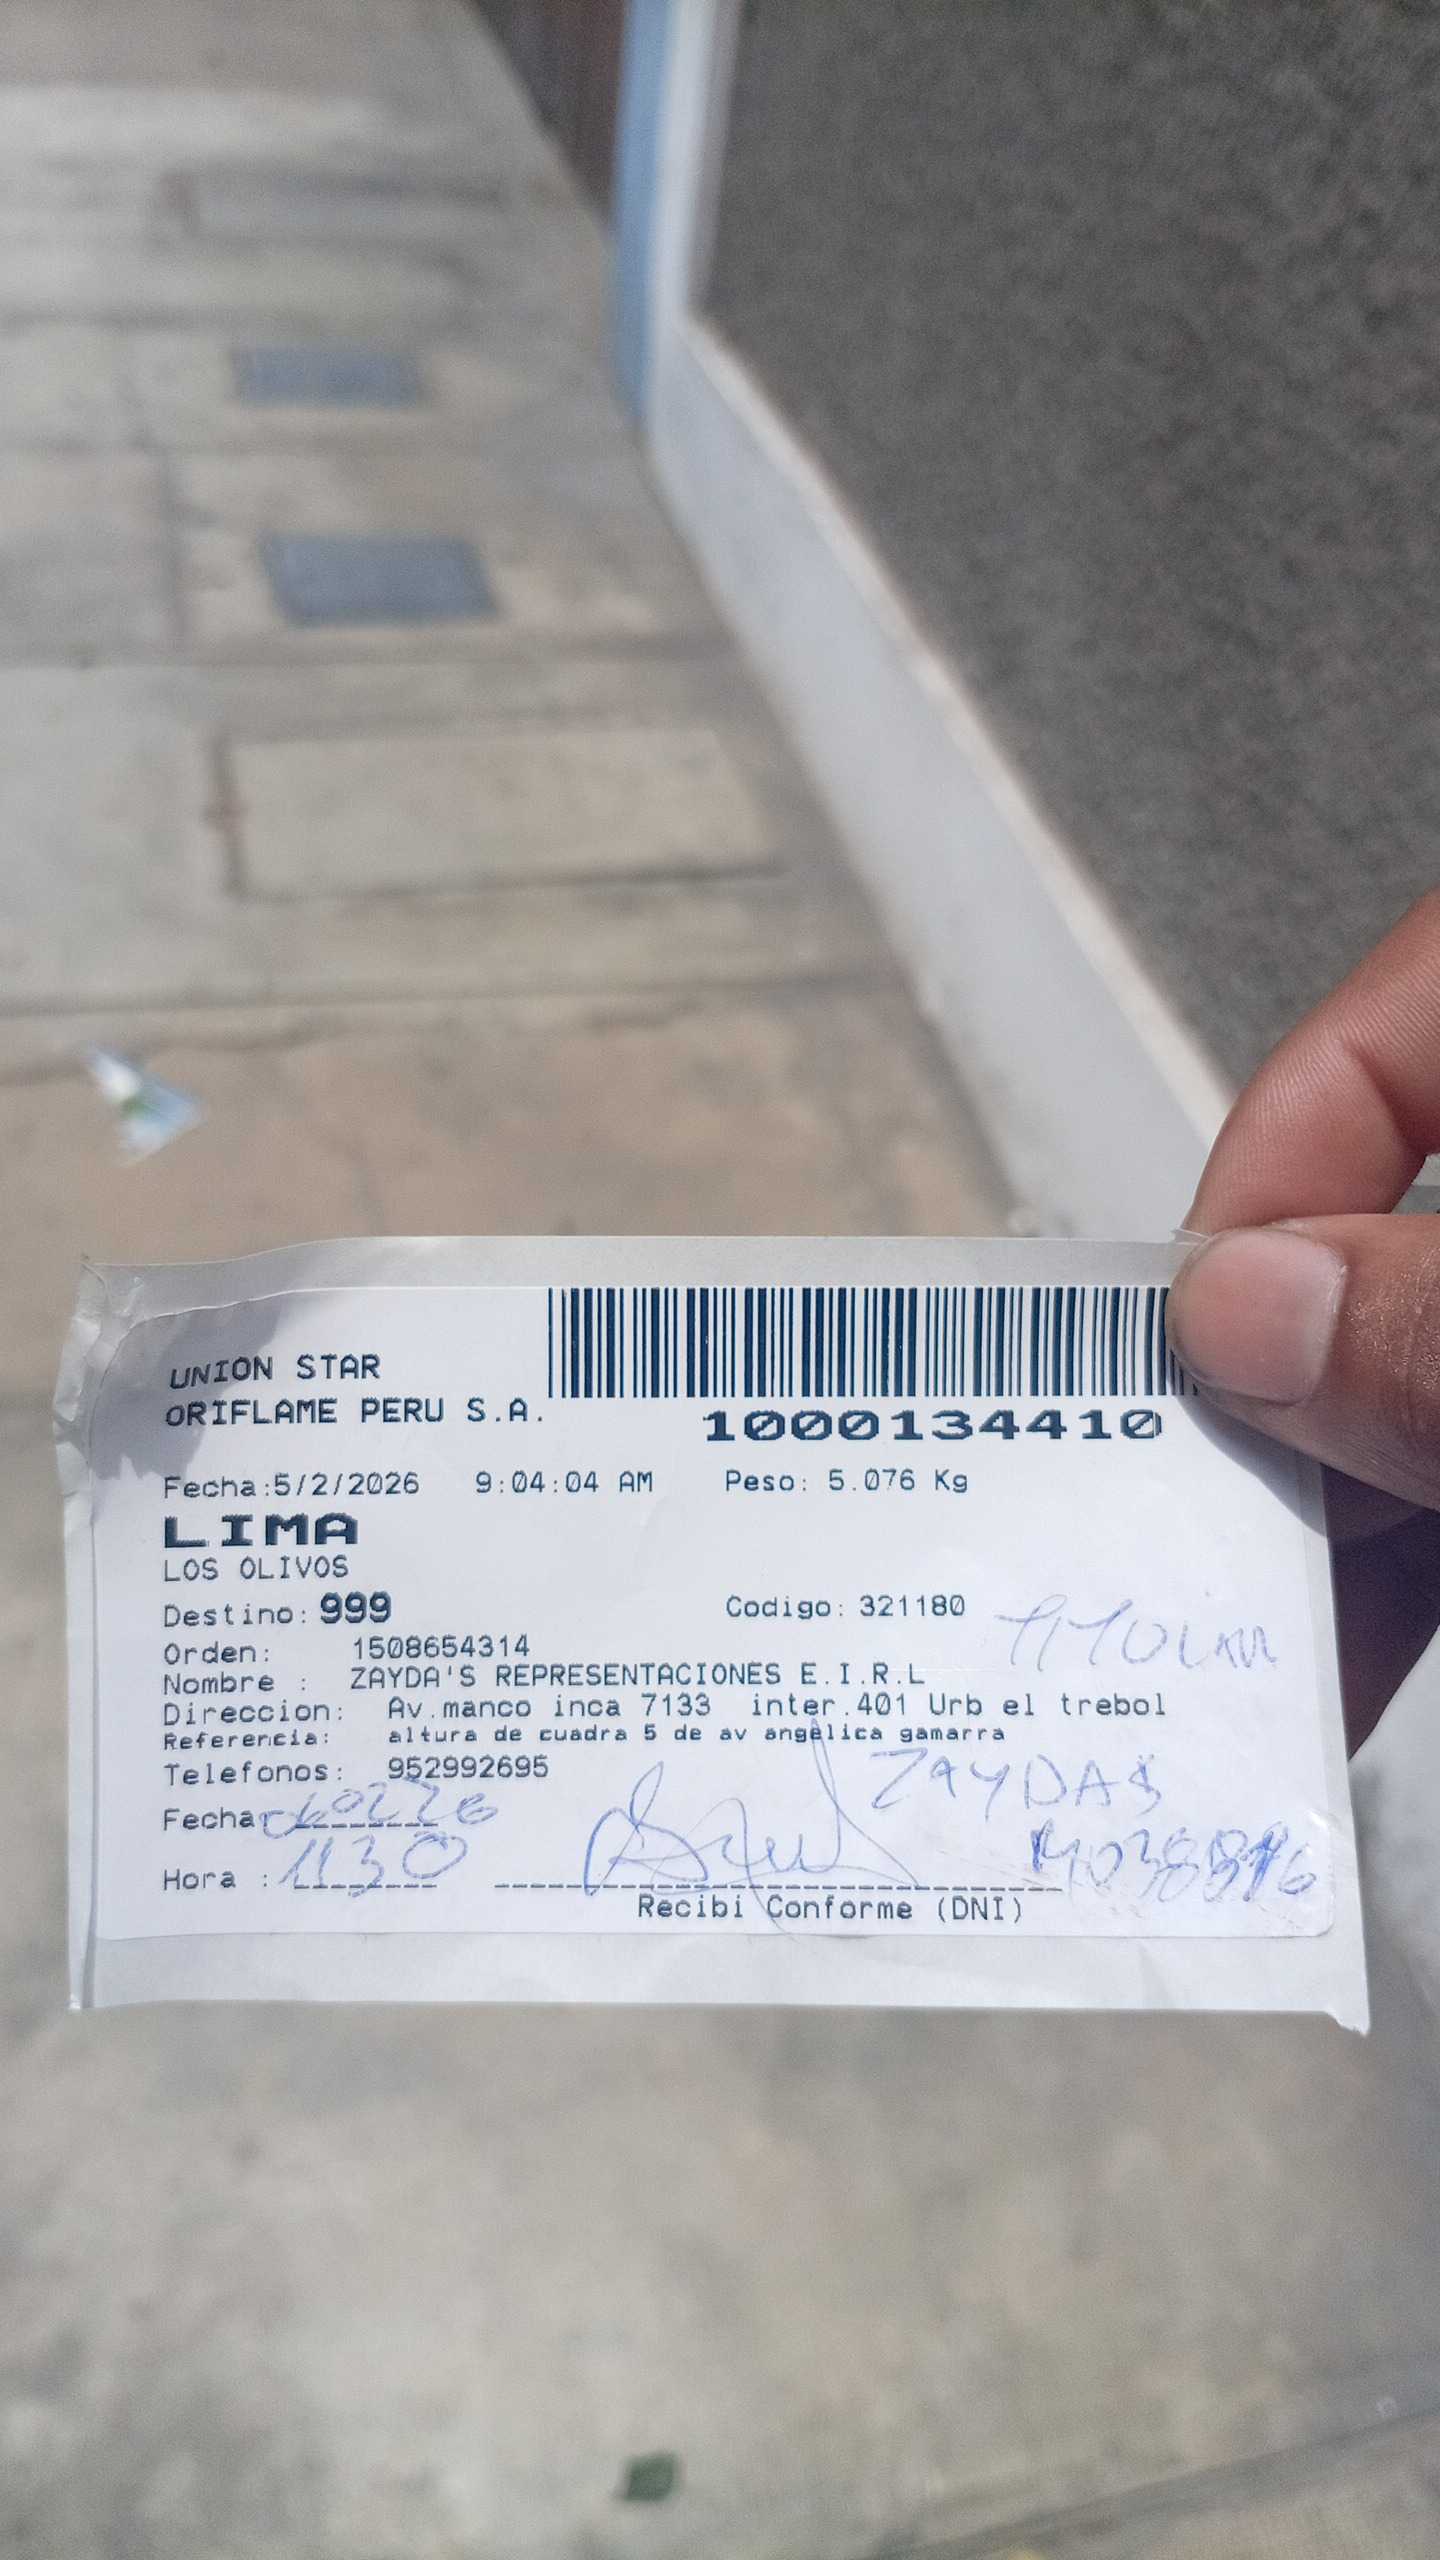 UNION STAR
ORIFLAME PERU S.A.
1000134410
Fecha:5/2/2026 9:04:04 AM Peso: 5.076 Kg
LIMA
LOS OLIVOS
Destino: 999 Codigo: 321180
Orden: 1508654314
Nombre : ZAYDA'S REPRESENTACIONES E.I.R.L
Direccion: Av.manco inca 7133 inter.401 Urb el trebol
Referencia: altura de cuadra 5 de av angelica gamarra
Telefonos: 952992695
ZAYDAS
Fecha: 060226
Hora : 1130
Recibi Conforme (DNI)